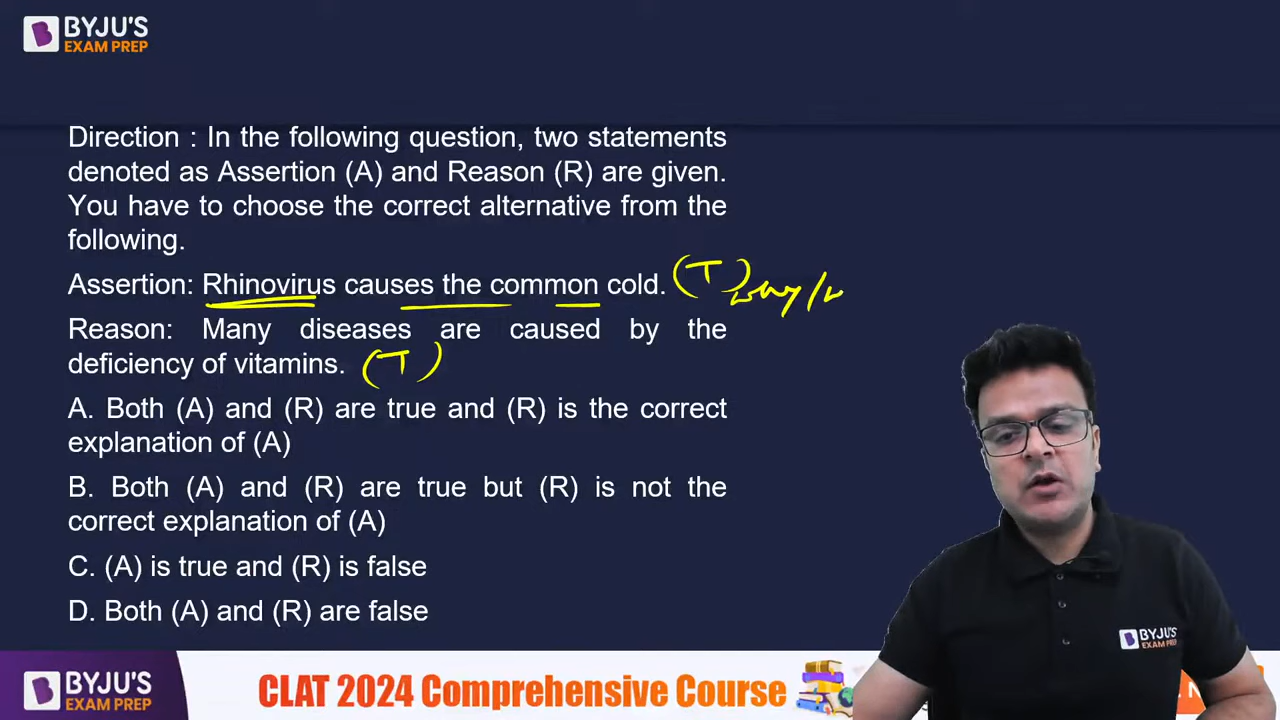 BYJU'S
EXAM PREP
Direction : In the following question, two statements
denoted as Assertion (A) and Reason (R) are given.
You have to choose the correct alternative from the
following.
Assertion: Rhinovirus causes the common cold. (T)
Reason: Many diseases are caused by the
deficiency of vitamins. (T)
A. Both (A) and (R) are true and (R) is the correct
explanation of (A)
B. Both (A) and (R) are true but (R) is not the
correct explanation of (A)
C. (A) is true and (R) is false
D. Both (A) and (R) are false
BYJU'S
EXAM PREP
BYJU'S
EXAM PREP
CLAT 2024 Comprehensive Course